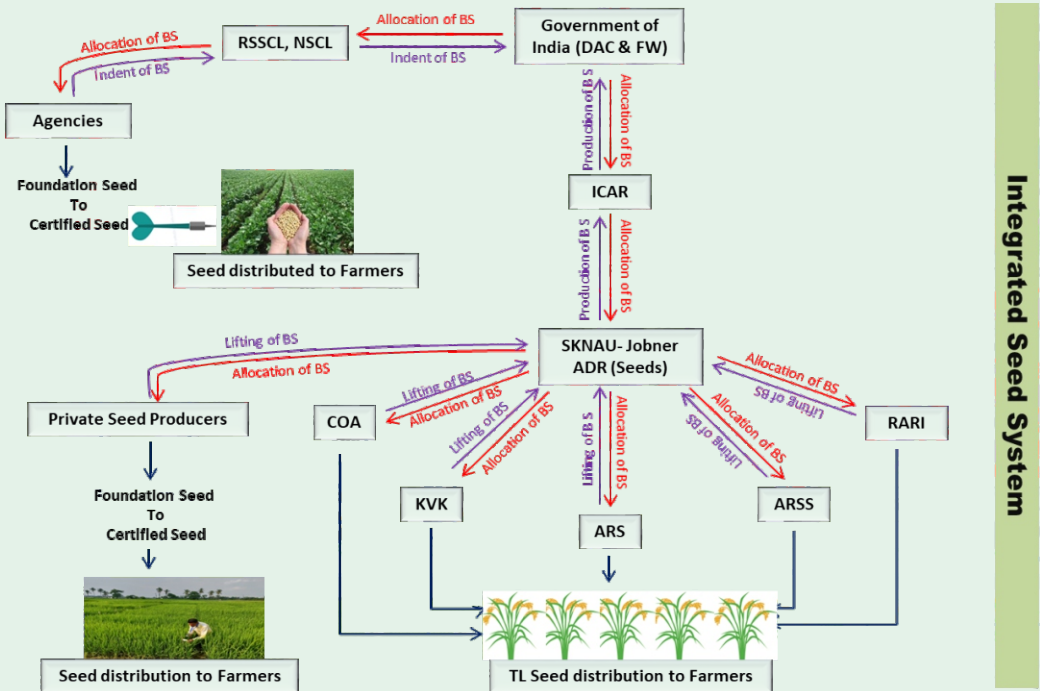 Allocation of BS
Government of
India (DAC & FW)
RSSCL, NSCL
Indent of BS
Allocation of BS
Indent of BS
Agencies
Production of B S
Allocation of BS
Foundation Seed
To
Certified Seed
ICAR
Seed distributed to Farmers
Production of B S
Allocation of BS
Integrated Seed System
SKNAU- Jobner
ADR (Seeds)
Lifting of BS
Allocation of BS
Private Seed Producers
COA
Lifting of BS
Allocation of BS
Lifting of BS
Allocation of BS
Lifting of BS
Allocation of BS
Allocation of BS
Lifting of BS
Allocation of BS
Lifting of BS
RARI
KVK
ARS
ARSS
Foundation Seed
To
Certified Seed
Seed distribution to Farmers
TL Seed distribution to Farmers